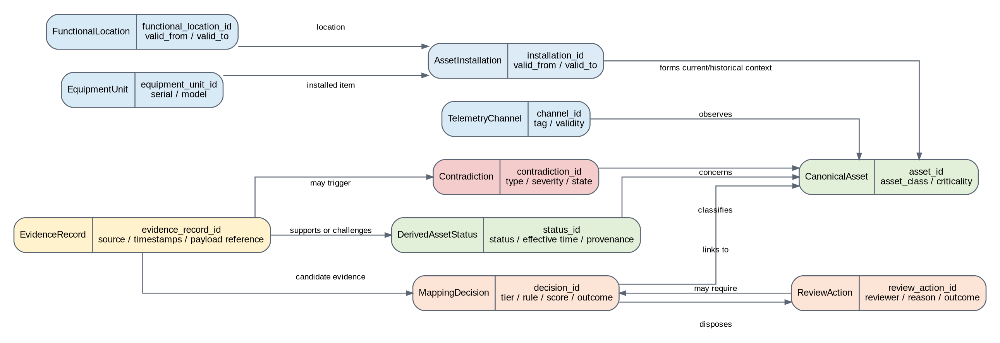 FunctionalLocation
functional_location_id
valid_from / valid_to
location
AssetInstallation
installation_id
valid_from / valid_to
forms current/historical context
EquipmentUnit
equipment_unit_id
serial / model
installed item
TelemetryChannel
channel_id
tag / validity
observes
Contradiction
contradiction_id
type / severity / state
concerns
CanonicalAsset
asset_id
asset_class / criticality
may trigger
EvidenceRecord
evidence_record_id
source / timestamps / payload reference
supports or challenges
DerivedAssetStatus
status_id
status / effective time / provenance
classifies
links to
candidate evidence
MappingDecision
decision_id
tier / rule / score / outcome
may require
ReviewAction
review_action_id
reviewer / reason / outcome
disposes